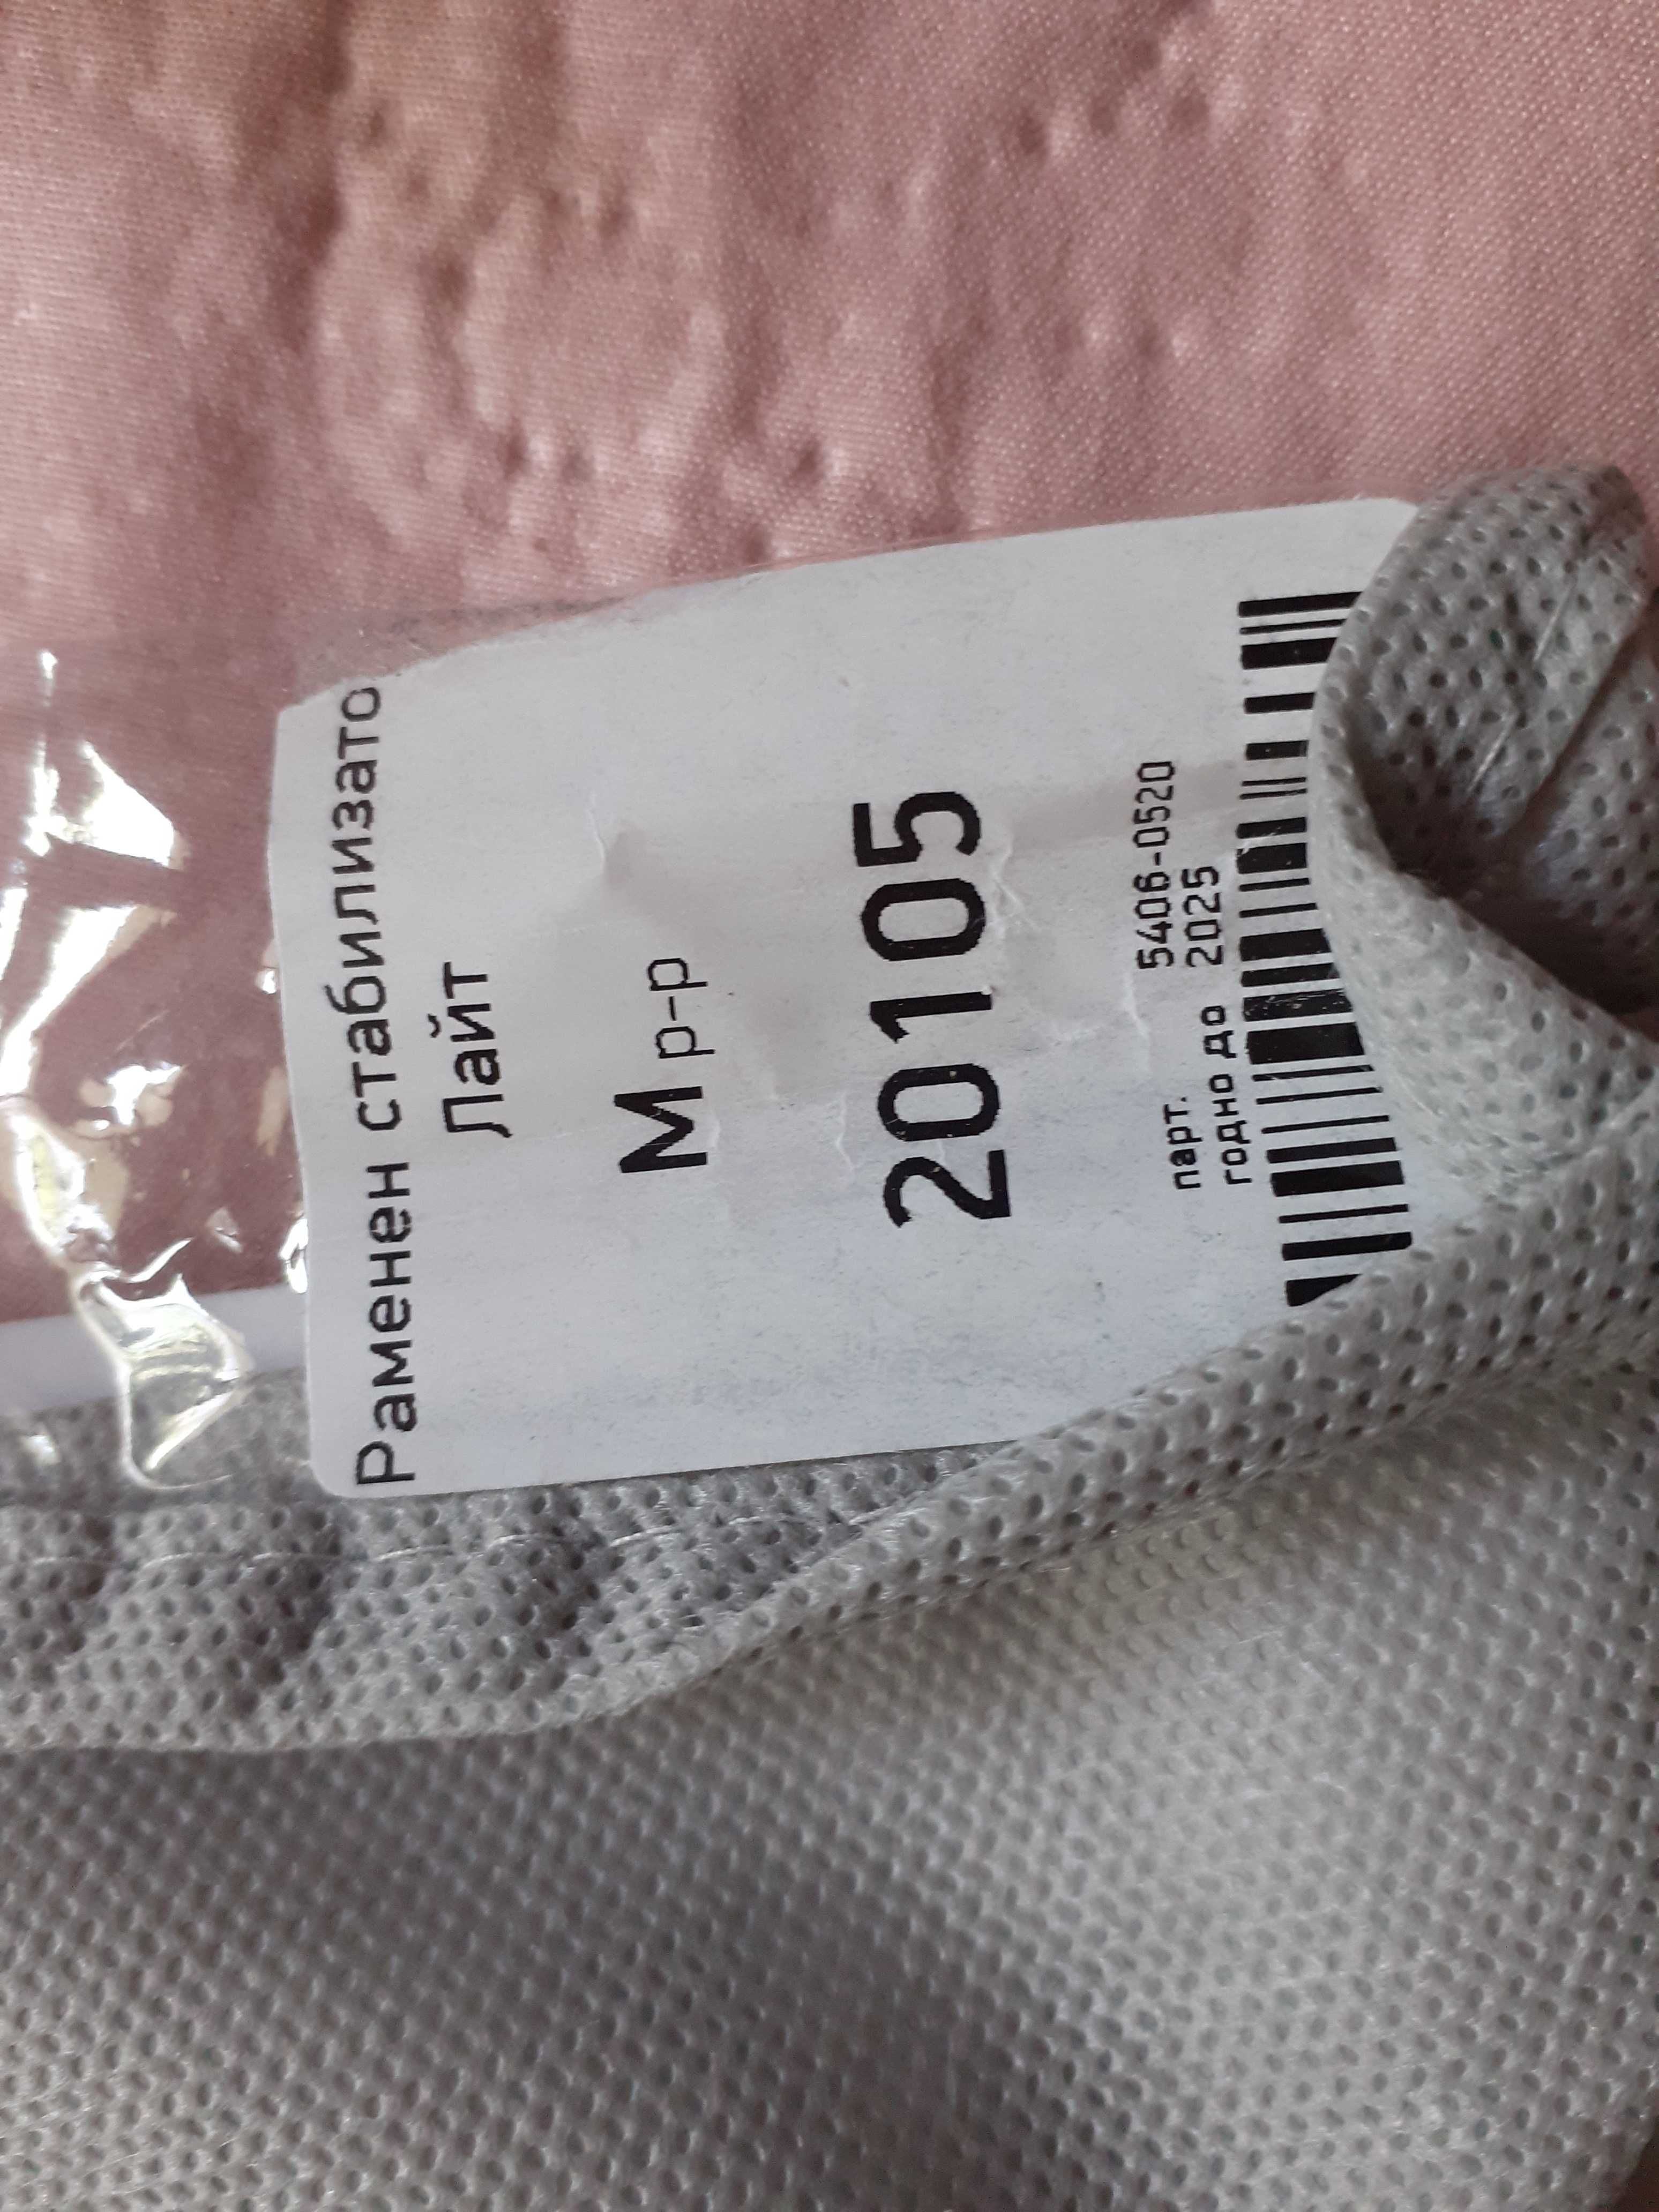 Раменен стабилизато
Лайт
М р-р
20105
парт. 5406-0520
годно до 2025